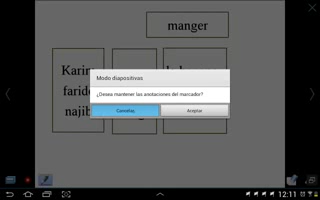 manger
Karim
farid
najib
Modo diapositivas
¿Desea mantener las anotaciones del marcador?
Cancelar
Aceptar
12:11